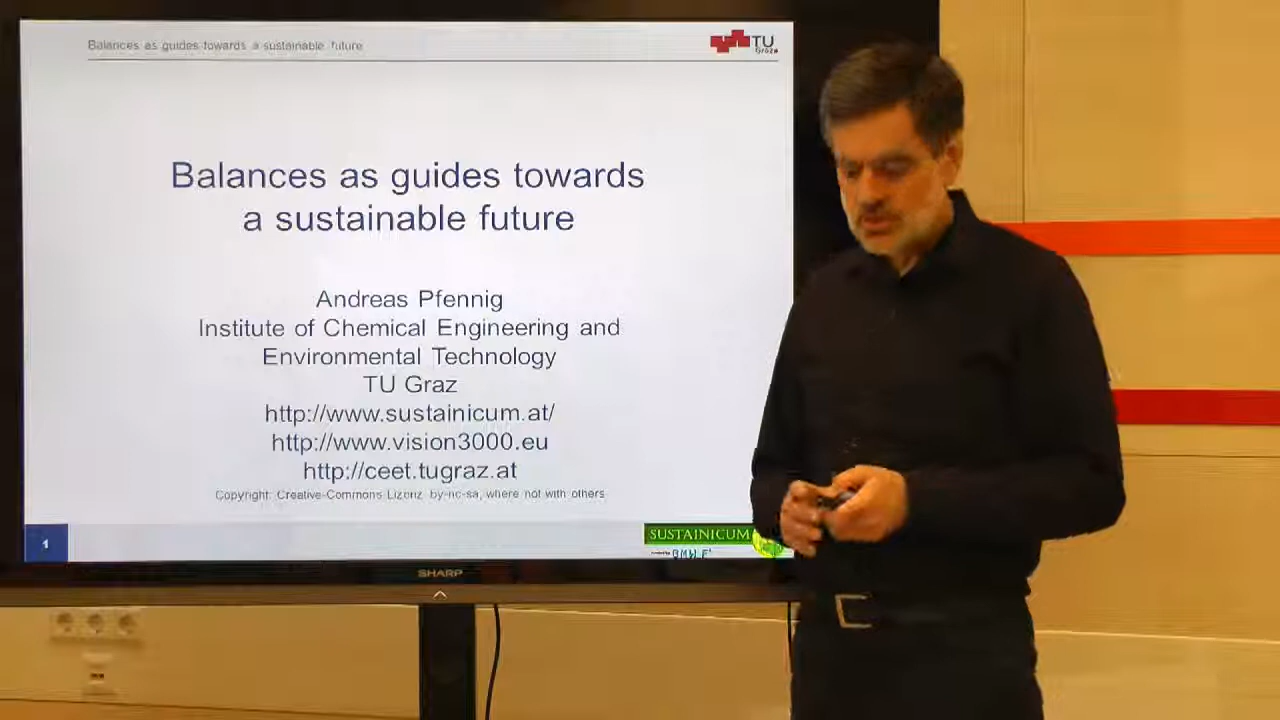 Balances as guides towards a sustainable future
TU
Graz
Balances as guides towards
a sustainable future
Andreas Pfennig
Institute of Chemical Engineering and
Environmental Technology
TU Graz
http://www.sustainicum.at/
http://www.vision3000.eu
http://ceet.tugraz.at
Copyright: Creative-Commons Lizenz by-nc-sa, where not with others
1
SUSTAINICUM
SHARP